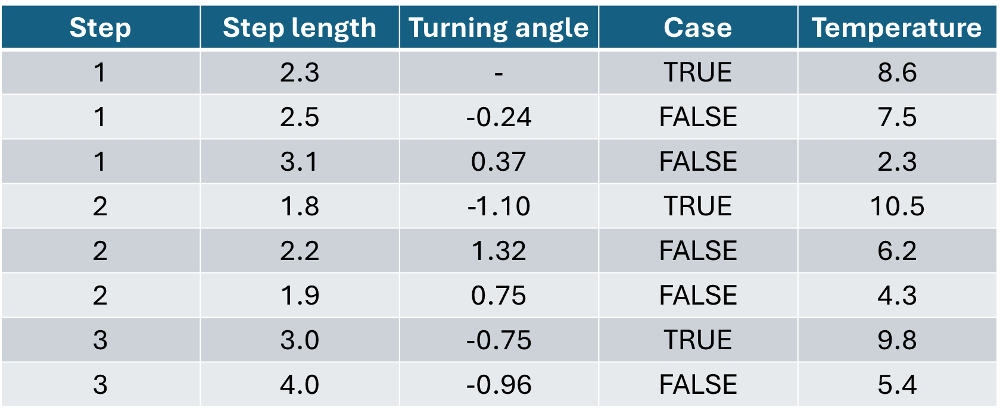 Step Step length Turning angle Case Temperature
1 2.3 - TRUE 8.6
1 2.5 -0.24 FALSE 7.5
1 3.1 0.37 FALSE 2.3
2 1.8 -1.10 TRUE 10.5
2 2.2 1.32 FALSE 6.2
2 1.9 0.75 FALSE 4.3
3 3.0 -0.75 TRUE 9.8
3 4.0 -0.96 FALSE 5.4